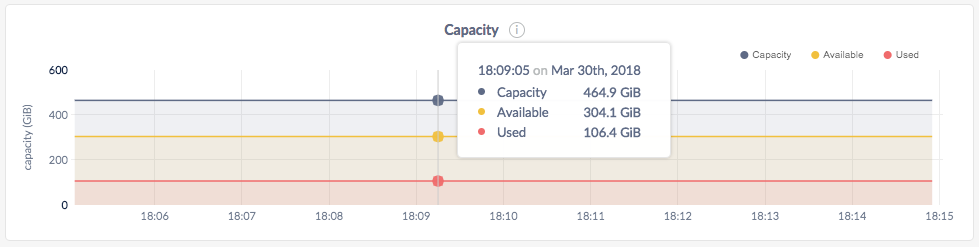 Capacity i
Capacity Available Used
18:09:05 on Mar 30th, 2018
Capacity 464.9 GiB
Available 304.1 GiB
Used 106.4 GiB
capacity (GiB)
600
400
200
0
18:06 18:07 18:08 18:09 18:10 18:11 18:12 18:13 18:14 18:15